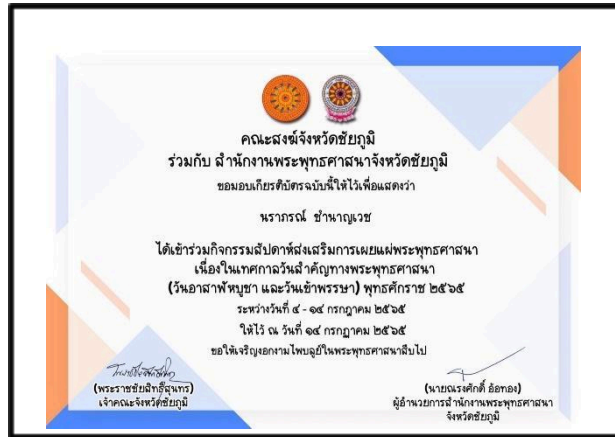 คณะสงฆ์จังหวัดชัยภูมิ
ร่วมกับ สำนักงานพระพุทธศาสนาจังหวัดชัยภูมิ
ขอมอบเกียรติบัตรฉบับนี้ให้ไว้เพื่อแสดงว่า
นราภรณ์ ชำนาญเวช
ได้เข้าร่วมกิจกรรมสัปดาห์ส่งเสริมการเผยแผ่พระพุทธศาสนา
เนื่องในเทศกาลวันสำคัญทางพระพุทธศาสนา
(วันอาสาฬหบูชา และวันเข้าพรรษา) พุทธศักราช ๒๕๖๕
ระหว่างวันที่ ๔ - ๑๔ กรกฎาคม ๒๕๖๕
ให้ไว้ ณ วันที่ ๑๔ กรกฎาคม ๒๕๖๕
ขอให้เจริญงอกงามไพบูลย์ในพระพุทธศาสนาสืบไป
(พระราชชัยสิทธิสุนทร)
เจ้าคณะจังหวัดชัยภูมิ
(นายณรงศักดิ์ อ้อทอง)
ผู้อำนวยการสำนักงานพระพุทธศาสนา
จังหวัดชัยภูมิ